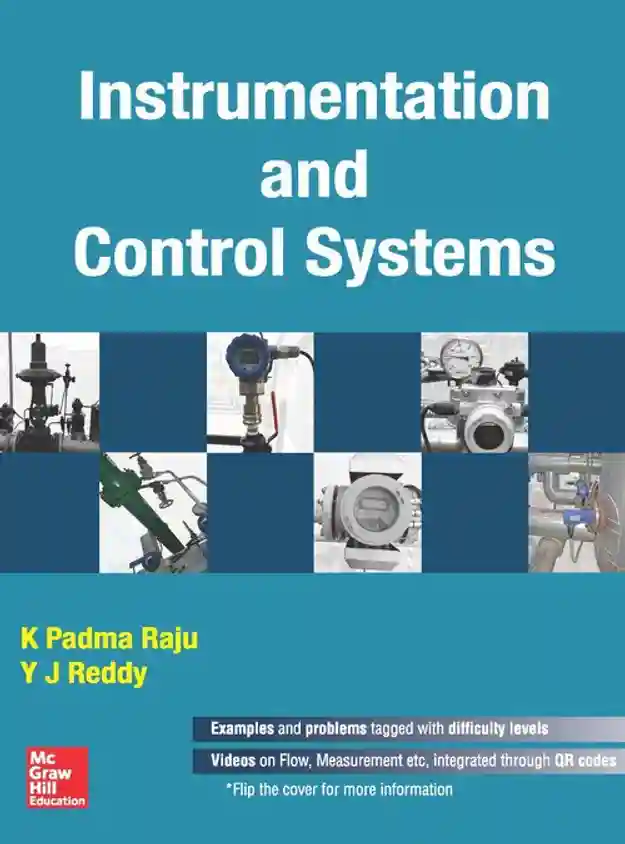 Instrumentation
and
Control Systems
K Padma Raju
Y J Reddy
Examples and problems tagged with difficulty levels
Videos on Flow, Measurement etc, integrated through QR codes
*Flip the cover for more information
Mc
Graw
Hill
Education